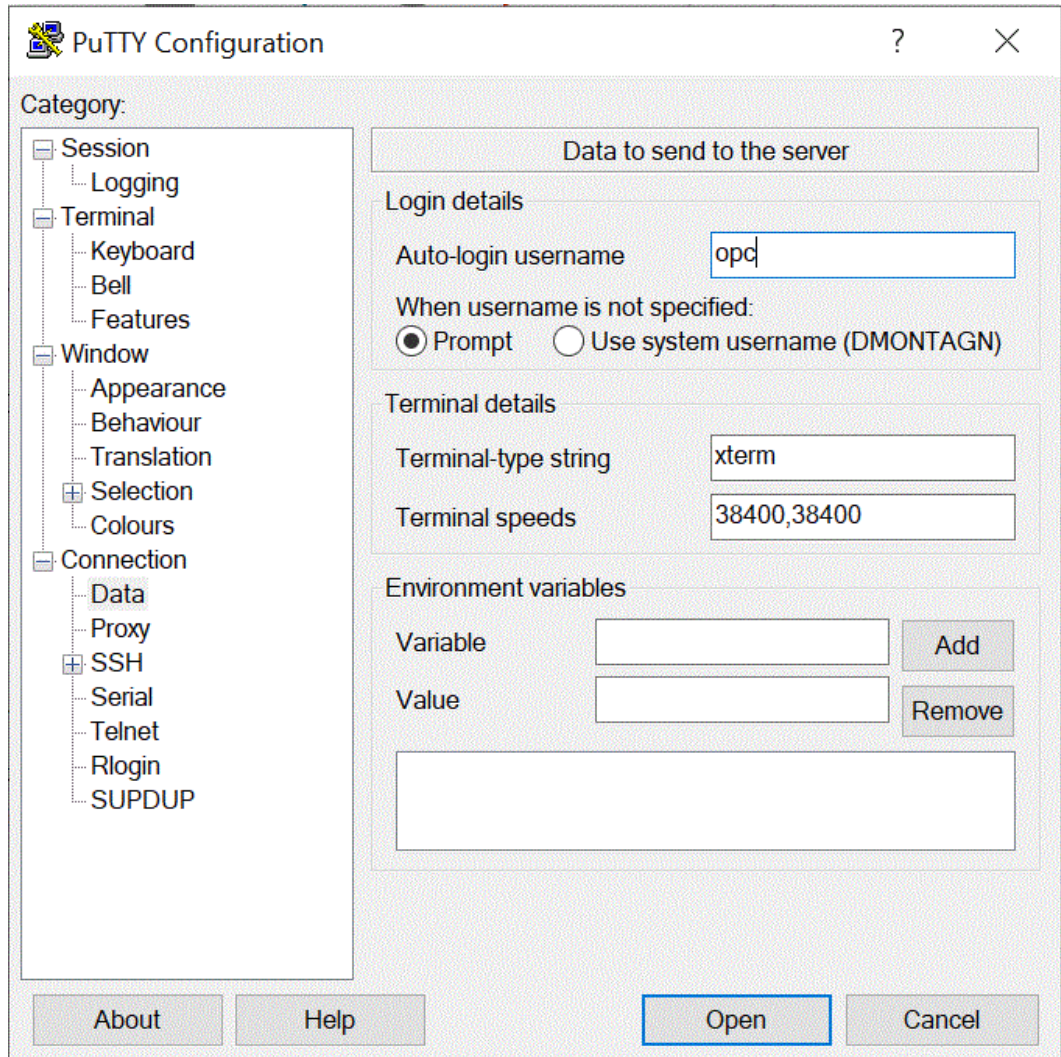 PuTTY Configuration
?
Category:
Session
Logging
Terminal
Keyboard
Bell
Features
Window
Appearance
Behaviour
Translation
Selection
Colours
Connection
Data
Proxy
SSH
Serial
Telnet
Rlogin
SUPDUP
Data to send to the server
Login details
Auto-login username opc
When username is not specified:
Prompt Use system username (DMONTAGN)
Terminal details
Terminal-type string xterm
Terminal speeds 38400,38400
Environment variables
Variable Add
Value Remove
About Help Open Cancel